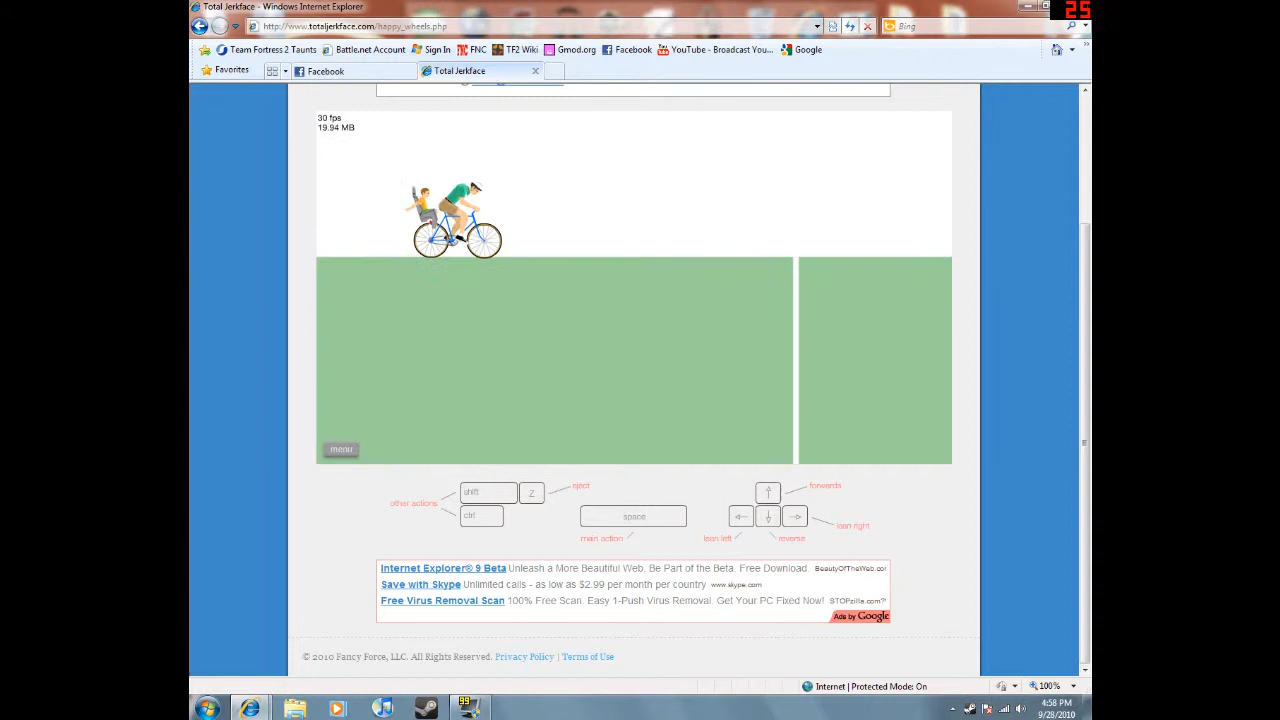 Total Jerkface - Windows Internet Explorer
25
http://www.totaljerkface.com/happy_wheels.php
Bing
Team Fortress 2 Taunts Battle.net Account Sign In FNC TF2 Wiki Gmod.org Facebook YouTube - Broadcast You... Google
Favorites Facebook Total Jerkface
30 fps
19.94 MB
menu
shift Z eject forwards
other actions
ctrl space lean right
main action lean left reverse
Internet Explorer® 9 Beta Unleash a More Beautiful Web. Be Part of the Beta. Free Download. BeautyOfTheWeb.cor
Save with Skype Unlimited calls - as low as $2.99 per month per country www.skype.com
Free Virus Removal Scan 100% Free Scan. Easy 1-Push Virus Removal. Get Your PC Fixed Now! STOPzilla.com?
Ads by Google
© 2010 Fancy Force, LLC. All Rights Reserved. Privacy Policy | Terms of Use
Internet | Protected Mode: On 100%
99
4:58 PM
9/28/2010